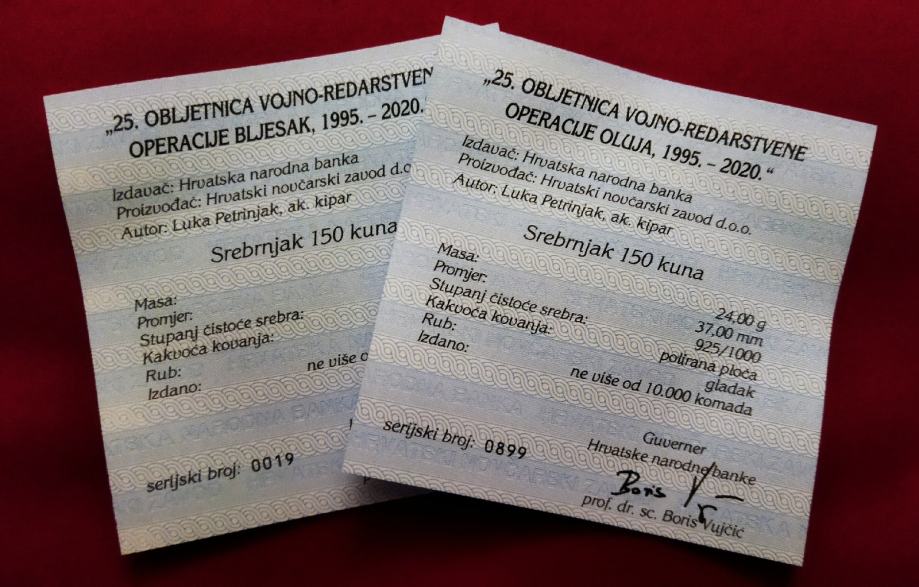 „25. OBLJETNICA VOJNO-REDARSTVEN
OPERACIJE BLJESAK, 1995. – 2020.
Izdavač: Hrvatska narodna banka
Proizvođač: Hrvatski novčarski zavod d.o
Autor: Luka Petrinjak, ak. kipar
Srebrnjak 150 kuna
Masa:
Promjer:
Stupanj čistoće srebra:
Kakvoća kovanja:
Rub:
Izdano:
ne više o
serijski broj: 0019
„25. OBLJETNICA VOJNO-REDARSTVENE
OPERACIJE OLUJA, 1995. – 2020.“
Izdavač: Hrvatska narodna banka
Proizvođač: Hrvatski novčarski zavod d.o.o.
Autor: Luka Petrinjak, ak. kipar
Srebrnjak 150 kuna
Masa: 24,00 g
Promjer: 37,00 mm
Stupanj čistoće srebra: 925/1000
Kakvoća kovanja: polirana ploča
Rub: gladak
Izdano: ne više od 10.000 komada
serijski broj: 0899
Guverner
Hrvatske narodne banke
Boris
prof. dr. sc. Boris Vujčić